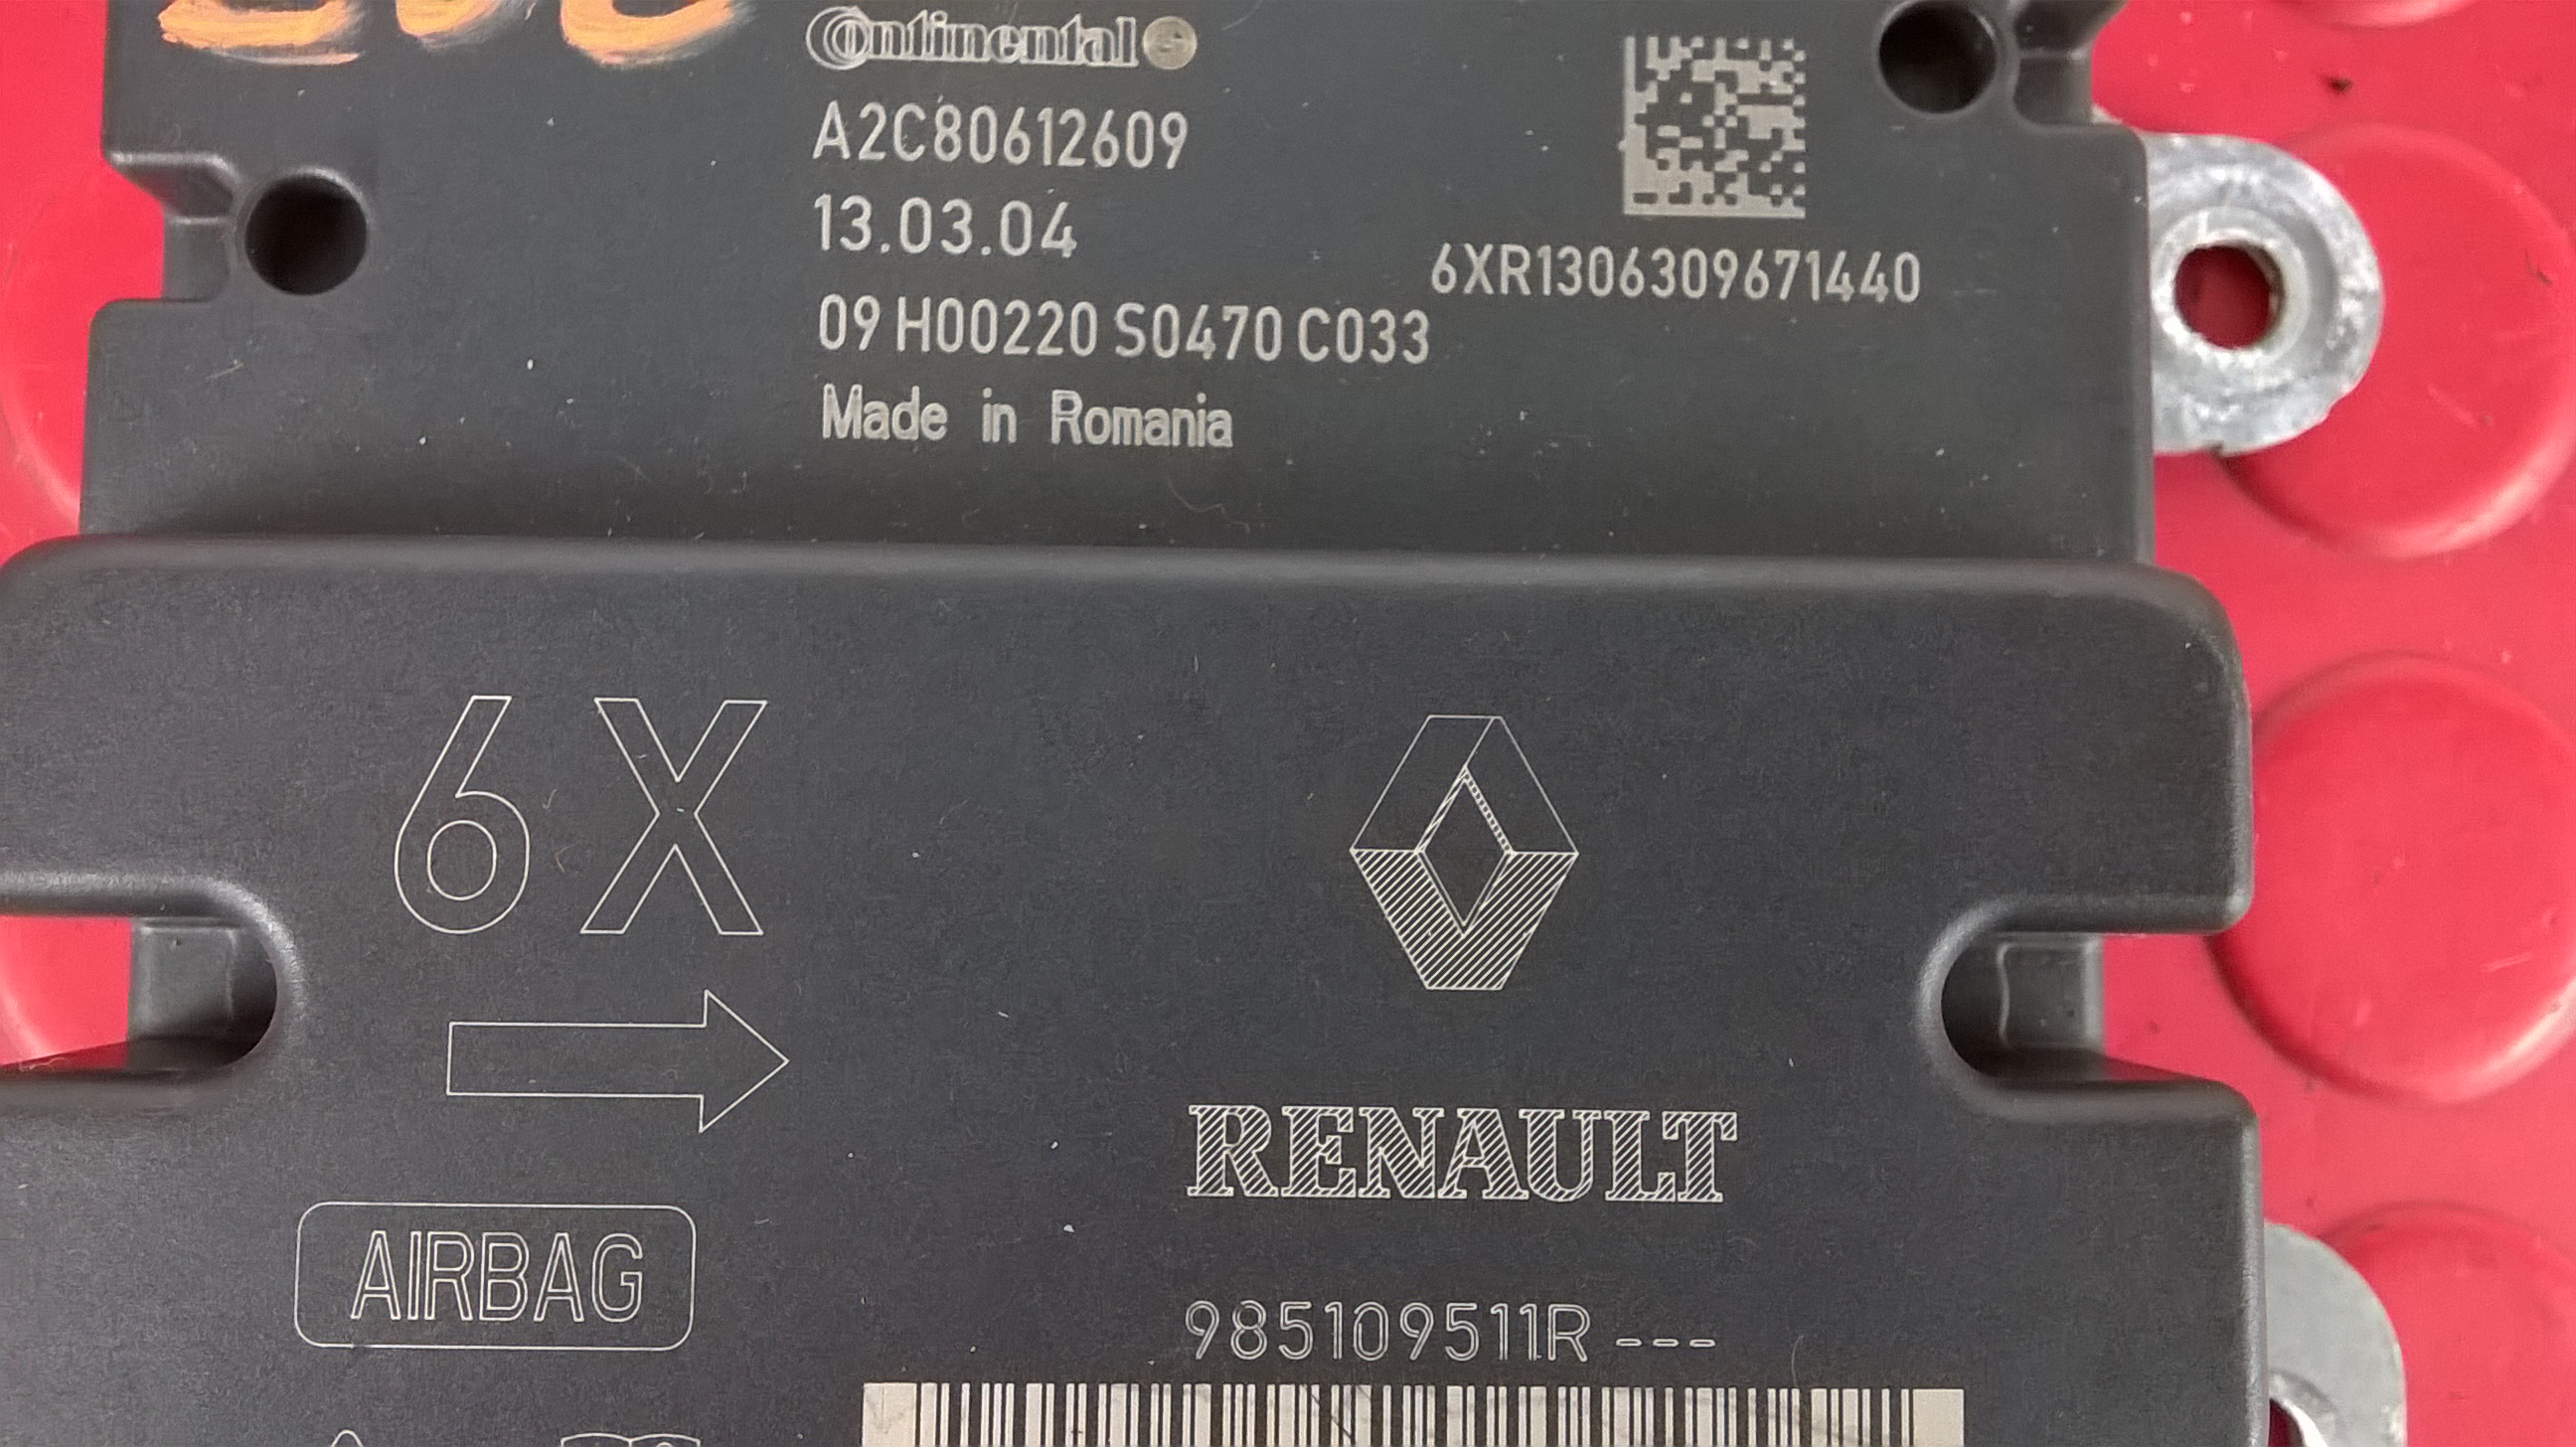 Continental
A2C80612609
13.03.04
6XR1306309671440
09 H00220 S0470 C033
Made in Romania
6X
RENAULT
AIRBAG
985109511R ---